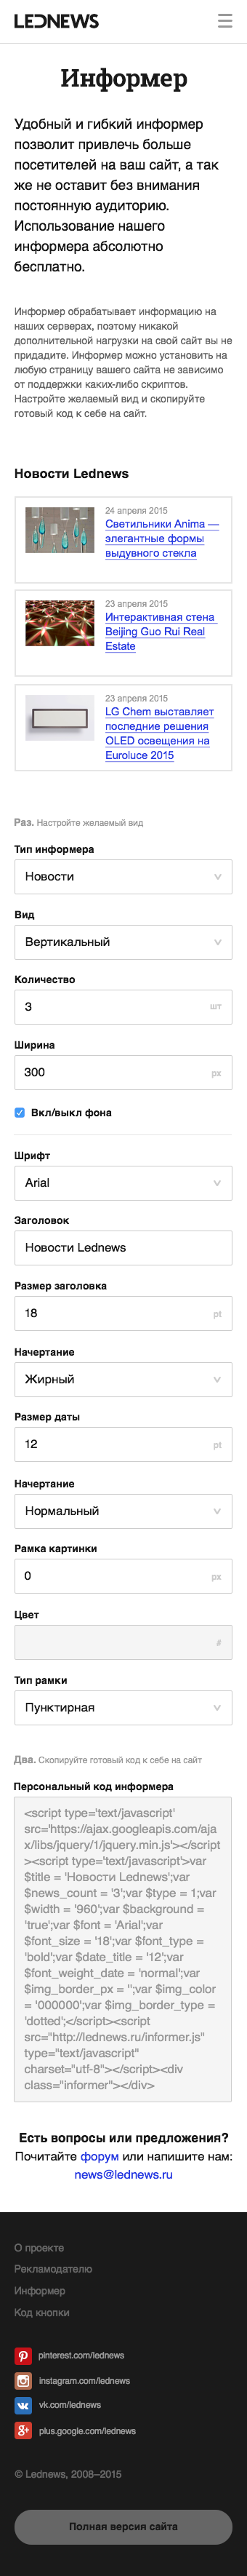 LEDNEWS
Информер
Удобный и гибкий информер
позволит привлечь больше
посетителей на ваш сайт, а так
же не оставит без внимания
постоянную аудиторию.
Использование нашего
информера абсолютно
бесплатно.
Информер обрабатывает информацию на
наших серверах, поэтому никакой
дополнительной нагрузки на свой сайт вы не
придадите. Информер можно установить на
любую страницу вашего сайта не зависимо
от поддержки каких-либо скриптов.
Настройте желаемый вид и скопируйте
готовый код к себе на сайт.
Новости Lednews
24 апреля 2015
Светильники Anima —
элегантные формы
выдувного стекла
23 апреля 2015
Интерактивная стена
Beijing Guo Rui Real
Estate
23 апреля 2015
LG Chem выставляет
последние решения
OLED освещения на
Euroluce 2015
Раз. Настройте желаемый вид
Тип информера
Новости
Вид
Вертикальный
Количество
3 шт
Ширина
300 px
Вкл/выкл фона
Шрифт
Arial
Заголовок
Новости Lednews
Размер заголовка
18 pt
Начертание
Жирный
Размер даты
12 pt
Начертание
Нормальный
Рамка картинки
0 px
Цвет
#
Тип рамки
Пунктирная
Два. Скопируйте готовый код к себе на сайт
Персональный код информера
<script type='text/javascript'
src='https://ajax.googleapis.com/aja
x/libs/jquery/1/jquery.min.js'></script
><script type='text/javascript'>var
$title = 'Новости Lednews';var
$news_count = '3';var $type = 1;var
$width = '960';var $background =
'true';var $font = 'Arial';var
$font_size = '18';var $font_type =
'bold';var $date_title = '12';var
$font_weight_date = 'normal';var
$img_border_px = '';var $img_color
= '000000';var $img_border_type =
'dotted';</script><script
src="http://lednews.ru/informer.js"
type="text/javascript"
charset="utf-8"></script><div
class="informer"></div>
Есть вопросы или предложения?
Почитайте форум или напишите нам:
news@lednews.ru
О проекте
Рекламодателю
Информер
Код кнопки
pinterest.com/lednews
instagram.com/lednews
vk.com/lednews
plus.google.com/lednews
© Lednews, 2008–2015
Полная версия сайта